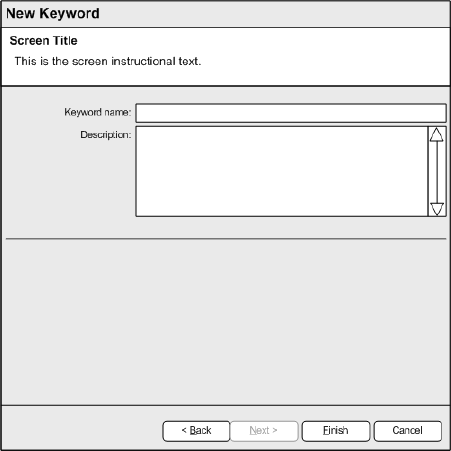 New Keyword
Screen Title
This is the screen instructional text.
Keyword name:
Description:
< Back Next > Finish Cancel